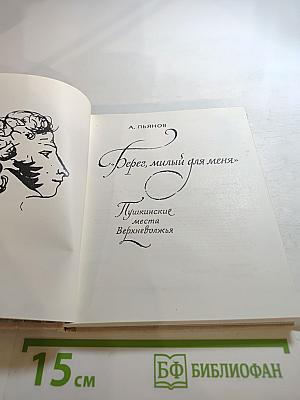 А. ПЬЯНОВ
«Берег, милый для меня»
Пушкинские
места
Верхневолжья
15 см
БФ БИБЛИОФАН